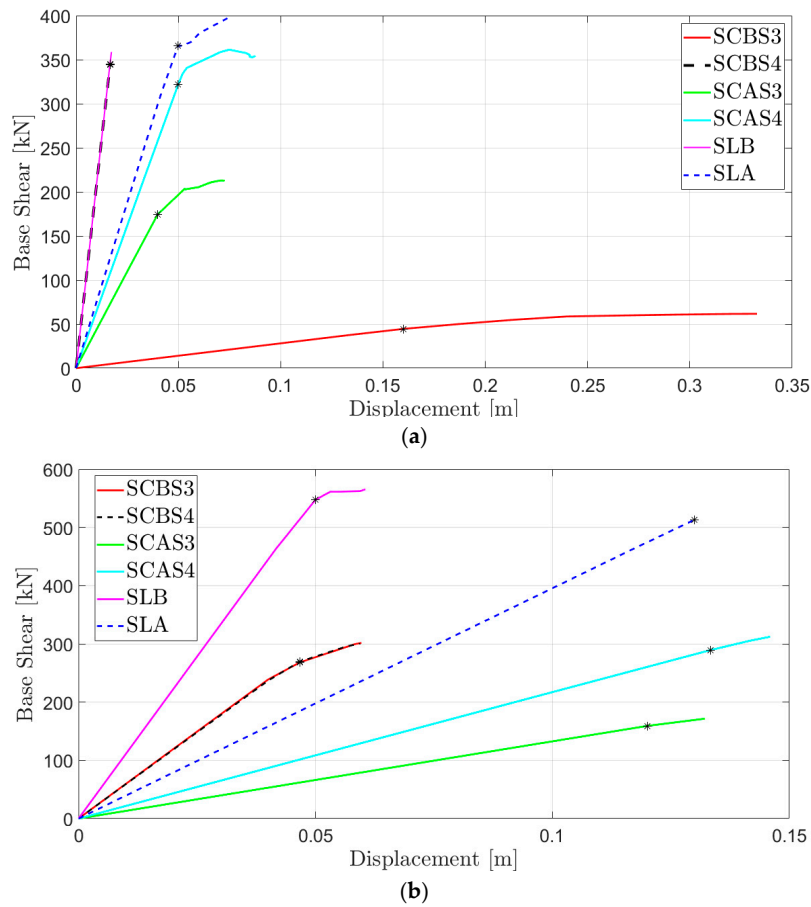 400
350
300
250
200
150
100
50
0
Base Shear [kN]
SCBS3
SCBS4
SCAS3
SCAS4
SLB
SLA
0 0.05 0.1 0.15 0.2 0.25 0.3 0.35
Displacement [m]
(a)
600
500
400
300
200
100
0
Base Shear [kN]
SCBS3
SCBS4
SCAS3
SCAS4
SLB
SLA
0 0.05 0.1 0.15
Displacement [m]
(b)